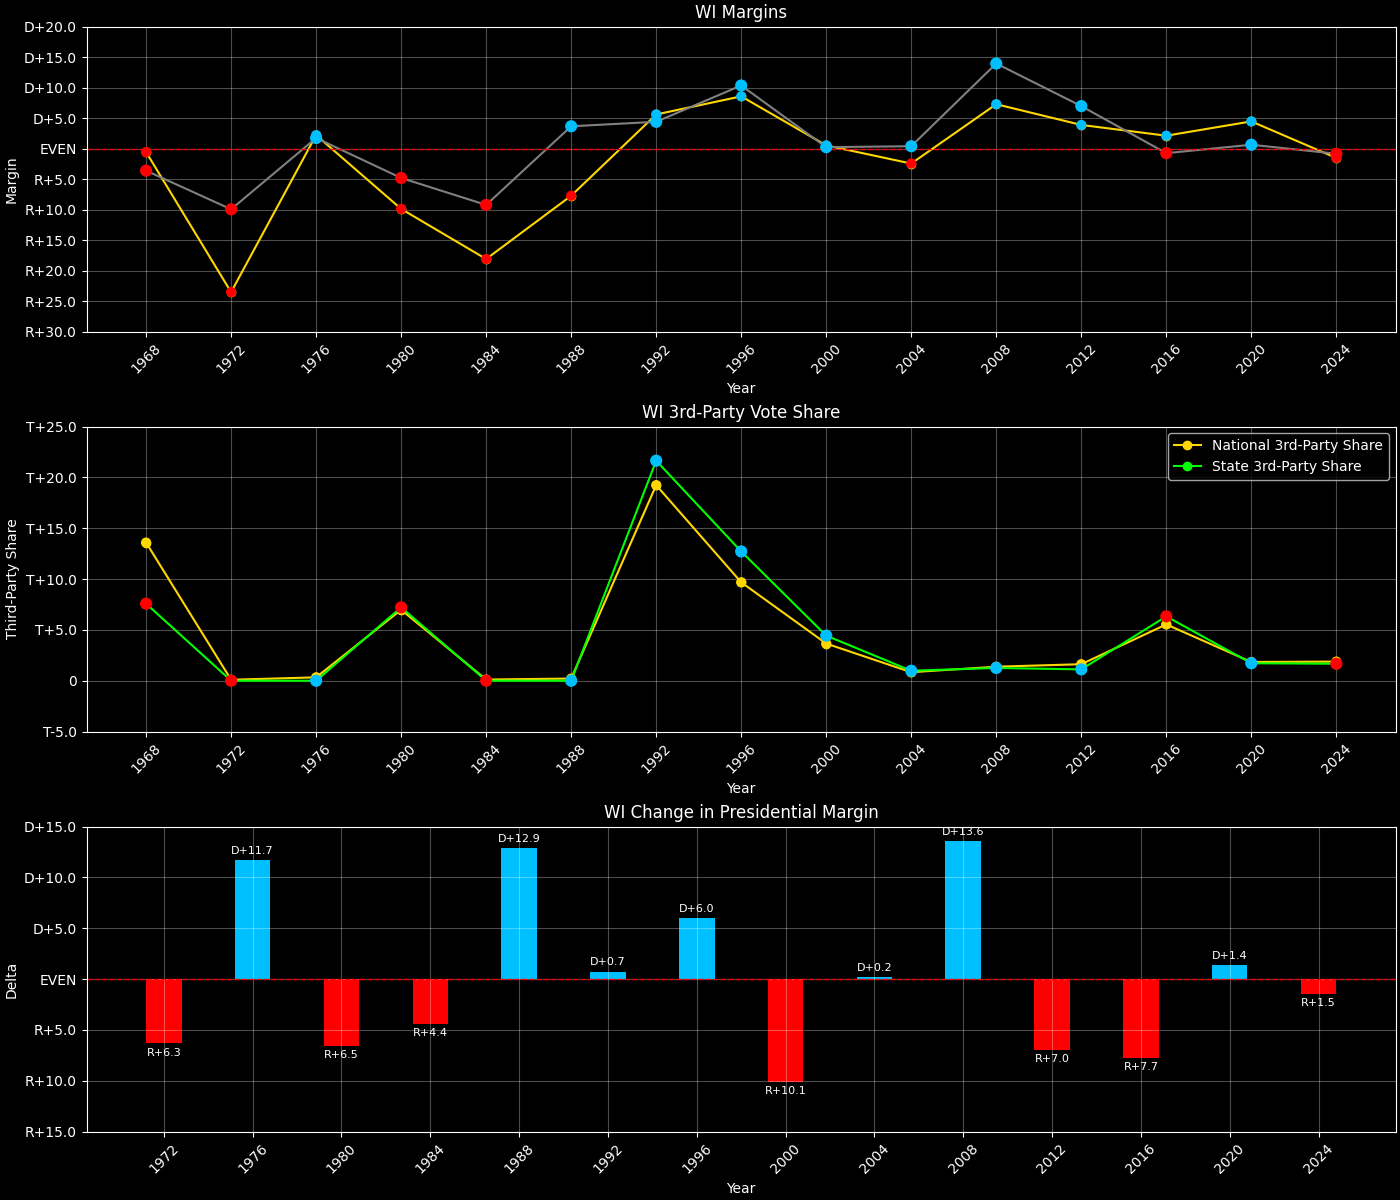 WI Margins
D+20.0
D+15.0
D+10.0
D+5.0
EVEN
R+5.0
R+10.0
R+15.0
R+20.0
R+25.0
R+30.0
Margin
1968 1972 1976 1980 1984 1988 1992 1996 2000 2004 2008 2012 2016 2020 2024
Year
WI 3rd-Party Vote Share
T+25.0
T+20.0
T+15.0
T+10.0
T+5.0
0
T-5.0
Third-Party Share
National 3rd-Party Share
State 3rd-Party Share
1968 1972 1976 1980 1984 1988 1992 1996 2000 2004 2008 2012 2016 2020 2024
Year
WI Change in Presidential Margin
D+15.0
D+10.0
D+5.0
EVEN
R+5.0
R+10.0
R+15.0
Delta
R+6.3
D+11.7
R+6.5
R+4.4
D+12.9
D+0.7
D+6.0
R+10.1
D+0.2
D+13.6
R+7.0
R+7.7
D+1.4
R+1.5
1972 1976 1980 1984 1988 1992 1996 2000 2004 2008 2012 2016 2020 2024
Year